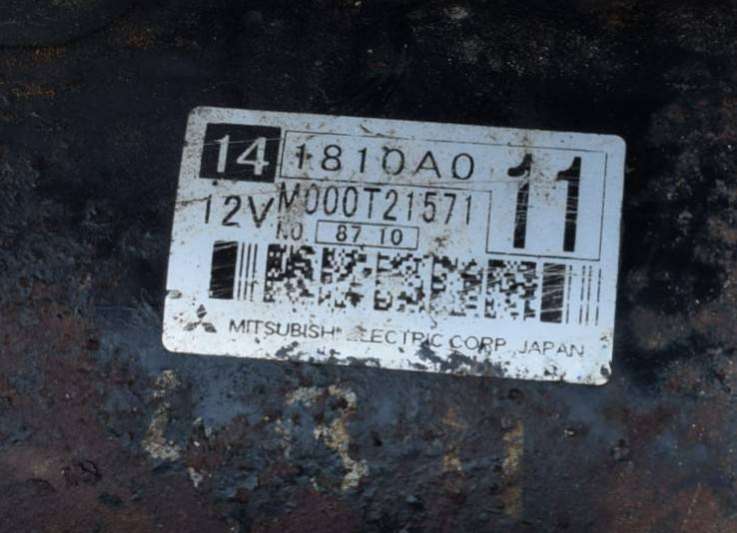 14 1810A0 11
12V M000T21571
NO 87 10
MITSUBISHI ELECTRIC CORP. JAPAN